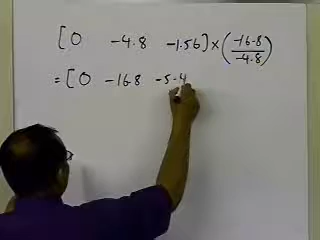 [0 -4.8 -1.56] × (-16.8/-4.8)
= [0 -16.8 -5.4